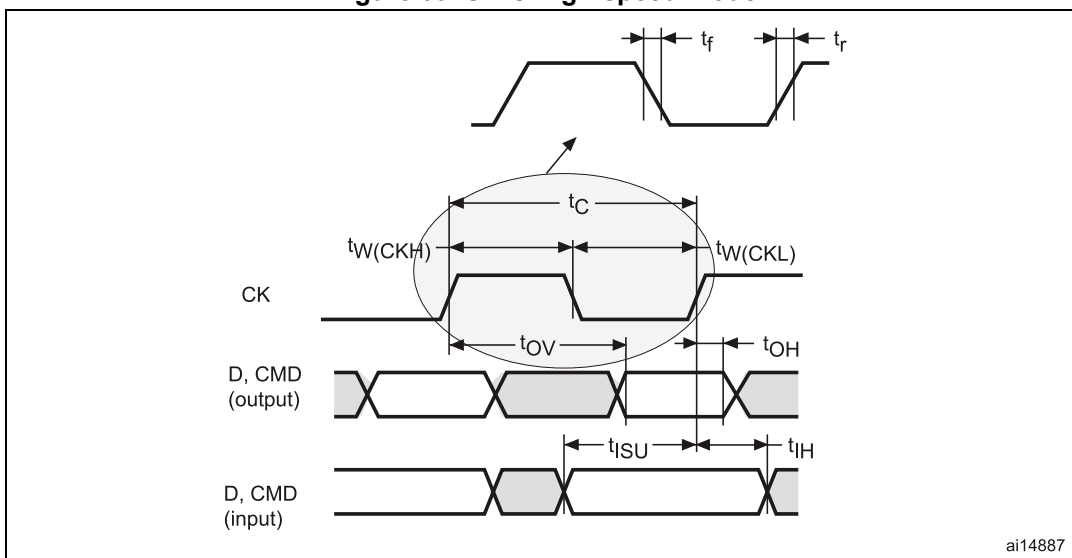 tf
tr
tC
tW(CKH)
tW(CKL)
CK
tOV
tOH
D, CMD
(output)
tISU
tIH
D, CMD
(input)
ai14887